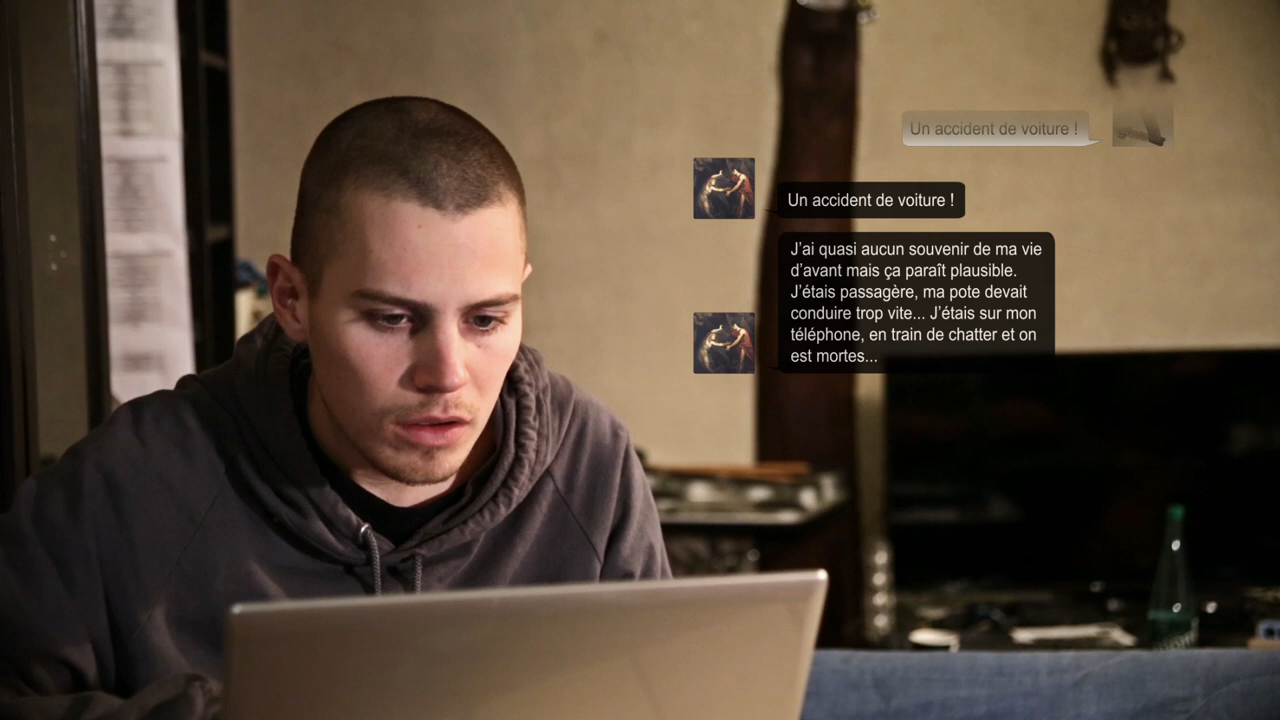 Un accident de voiture !
Un accident de voiture !
J’ai quasi aucun souvenir de ma vie
d’avant mais ça paraît plausible.
J’étais passagère, ma pote devait
conduire trop vite... J’étais sur mon
téléphone, en train de chatter et on
est mortes...